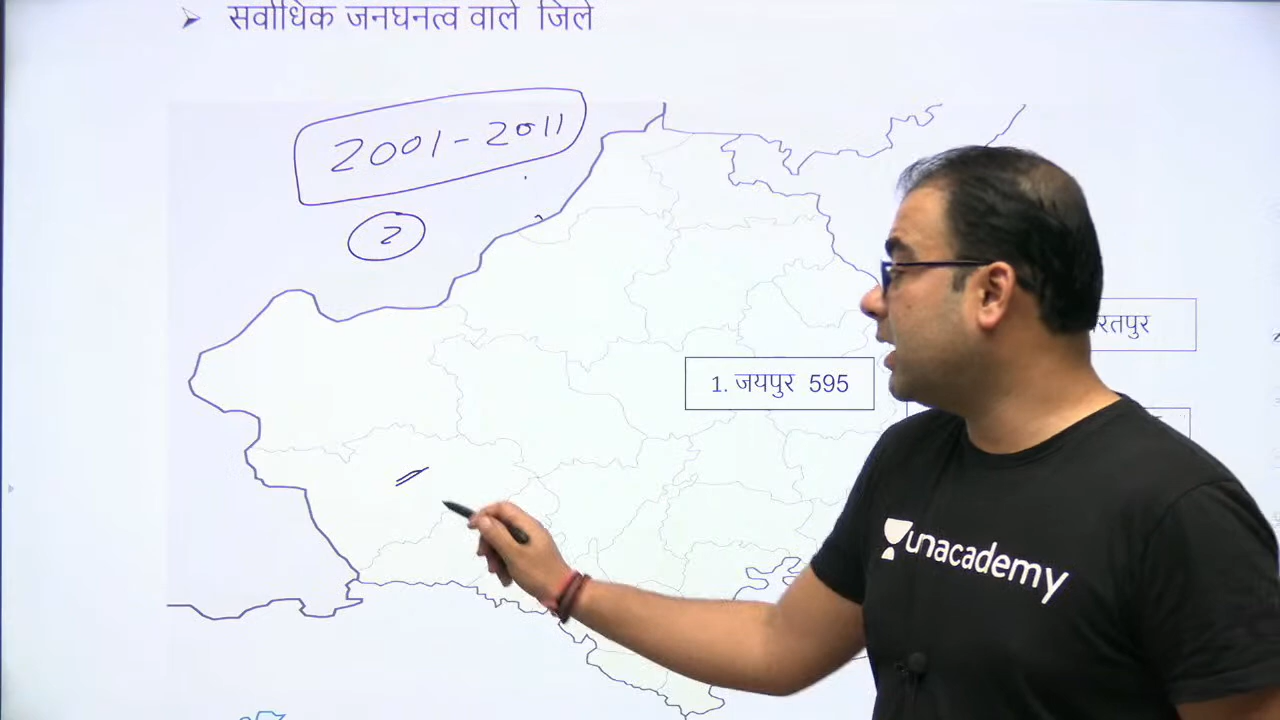 ➢ सर्वाधिक जनघनत्व वाले जिले
2001-2011
2
रतपुर
1. जयपुर 595
unacademy